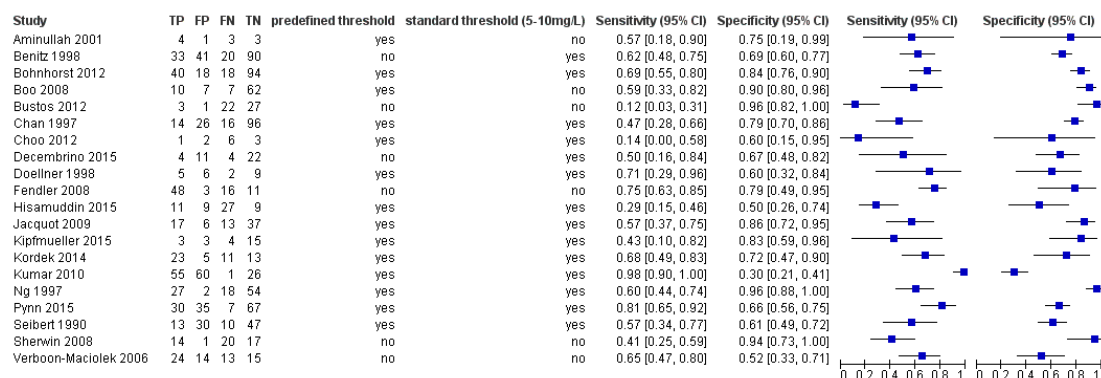 Study TP FP FN TN predefined threshold standard threshold (5-10mg/L) Sensitivity (95% CI) Specificity (95% CI) Sensitivity (95% CI) Specificity (95% CI)
Aminullah 2001 4 1 3 3 yes no 0.57 [0.18, 0.90] 0.75 [0.19, 0.99]
Benitz 1998 33 41 20 90 no yes 0.62 [0.48, 0.75] 0.69 [0.60, 0.77]
Bohnhorst 2012 40 18 18 94 yes yes 0.69 [0.55, 0.80] 0.84 [0.76, 0.90]
Boo 2008 10 7 7 62 yes no 0.59 [0.33, 0.82] 0.90 [0.80, 0.96]
Bustos 2012 3 1 22 27 no no 0.12 [0.03, 0.31] 0.96 [0.82, 1.00]
Chan 1997 14 26 16 96 yes yes 0.47 [0.28, 0.66] 0.79 [0.70, 0.86]
Choo 2012 1 2 6 3 yes yes 0.14 [0.00, 0.58] 0.60 [0.15, 0.95]
Decembrino 2015 4 11 4 22 no yes 0.50 [0.16, 0.84] 0.67 [0.48, 0.82]
Doellner 1998 5 6 2 9 yes yes 0.71 [0.29, 0.96] 0.60 [0.32, 0.84]
Fendler 2008 48 3 16 11 no no 0.75 [0.63, 0.85] 0.79 [0.49, 0.95]
Hisamuddin 2015 11 9 27 9 yes yes 0.29 [0.15, 0.46] 0.50 [0.26, 0.74]
Jacquot 2009 17 6 13 37 yes yes 0.57 [0.37, 0.75] 0.86 [0.72, 0.95]
Kipfmueller 2015 3 3 4 15 yes yes 0.43 [0.10, 0.82] 0.83 [0.59, 0.96]
Kordek 2014 23 5 11 13 yes yes 0.68 [0.49, 0.83] 0.72 [0.47, 0.90]
Kumar 2010 55 60 1 26 yes yes 0.98 [0.90, 1.00] 0.30 [0.21, 0.41]
Ng 1997 27 2 18 54 yes yes 0.60 [0.44, 0.74] 0.96 [0.88, 1.00]
Pynn 2015 30 35 7 67 yes yes 0.81 [0.65, 0.92] 0.66 [0.56, 0.75]
Seibert 1990 13 30 10 47 yes yes 0.57 [0.34, 0.77] 0.61 [0.49, 0.72]
Sherwin 2008 14 1 20 17 no no 0.41 [0.25, 0.59] 0.94 [0.73, 1.00]
Verboon-Maciolek 2006 24 14 13 15 no no 0.65 [0.47, 0.80] 0.52 [0.33, 0.71]
0 0.2 0.4 0.6 0.8 1 0 0.2 0.4 0.6 0.8 1